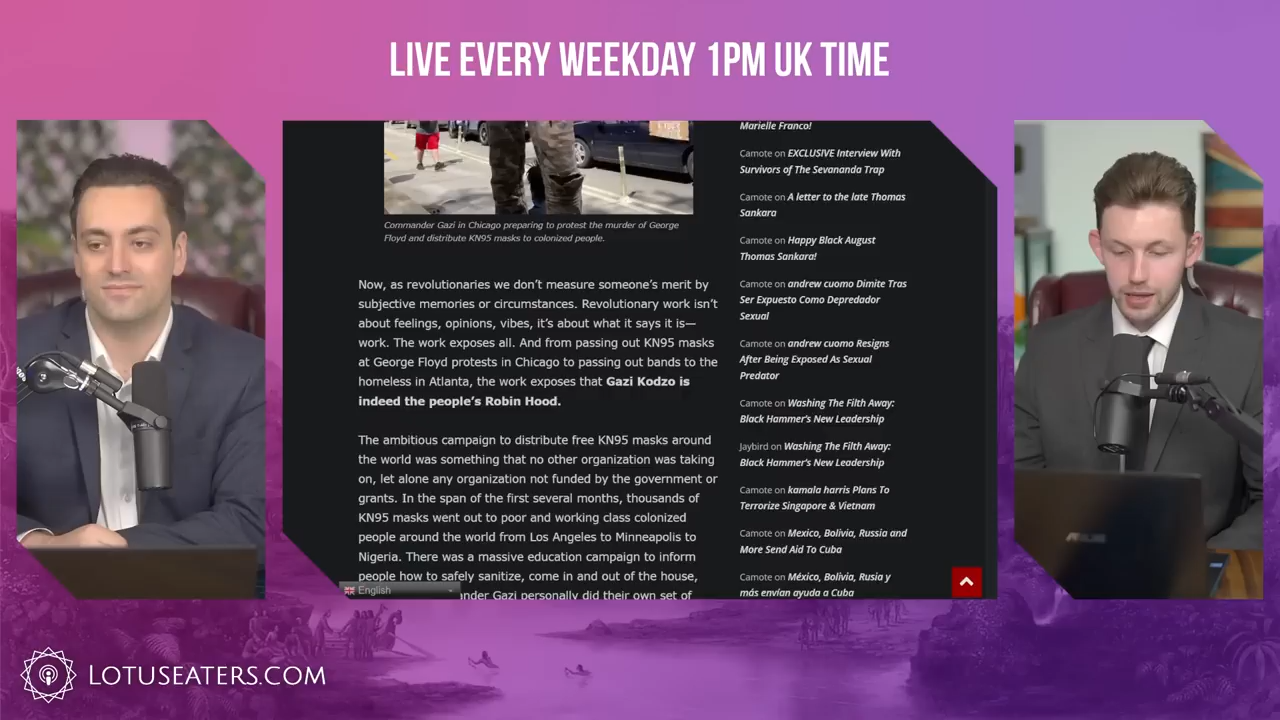 LIVE EVERY WEEKDAY 1PM UK TIME
Commander Gazi in Chicago preparing to protest the murder of George
Floyd and distribute KN95 masks to colonized people.
Now, as revolutionaries we don’t measure someone’s merit by
subjective memories or circumstances. Revolutionary work isn’t
about feelings, opinions, vibes, it’s about what it says it is—
work. The work exposes all. And from passing out KN95 masks
at George Floyd protests in Chicago to passing out bands to the
homeless in Atlanta, the work exposes that Gazi Kodzo is
indeed the people’s Robin Hood.
The ambitious campaign to distribute free KN95 masks around
the world was something that no other organization was taking
on, let alone any organization not funded by the government or
grants. In the span of the first several months, thousands of
KN95 masks went out to poor and working class colonized
people around the world from Los Angeles to Minneapolis to
Nigeria. There was a massive education campaign to inform
people how to safely sanitize, come in and out of the house,
Gazi personally did their own set of
English
Marielle Franco!
Camote on EXCLUSIVE Interview With
Survivors of The Sevananda Trap
Camote on A letter to the late Thomas
Sankara
Camote on Happy Black August
Thomas Sankara!
Camote on andrew cuomo Dimite Tras
Ser Expuesto Como Depredador
Sexual
Camote on andrew cuomo Resigns
After Being Exposed As Sexual
Predator
Camote on Washing The Filth Away:
Black Hammer’s New Leadership
Jaybird on Washing The Filth Away:
Black Hammer’s New Leadership
Camote on kamala harris Plans To
Terrorize Singapore & Vietnam
Camote on Mexico, Bolivia, Russia and
More Send Aid To Cuba
Camote on México, Bolivia, Rusia y
más envían ayuda a Cuba
LOTUSEATERS.COM